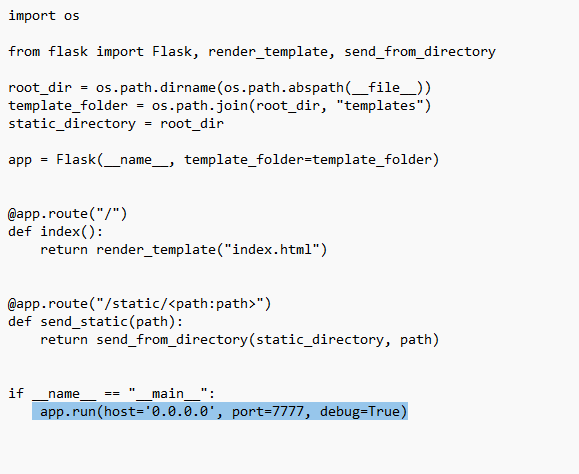 import os
from flask import Flask, render_template, send_from_directory
root_dir = os.path.dirname(os.path.abspath(__file__))
template_folder = os.path.join(root_dir, "templates")
static_directory = root_dir
app = Flask(__name__, template_folder=template_folder)
@app.route("/")
def index():
    return render_template("index.html")
@app.route("/static/<path:path>")
def send_static(path):
    return send_from_directory(static_directory, path)
if __name__ == "__main__":
    app.run(host='0.0.0.0', port=7777, debug=True)